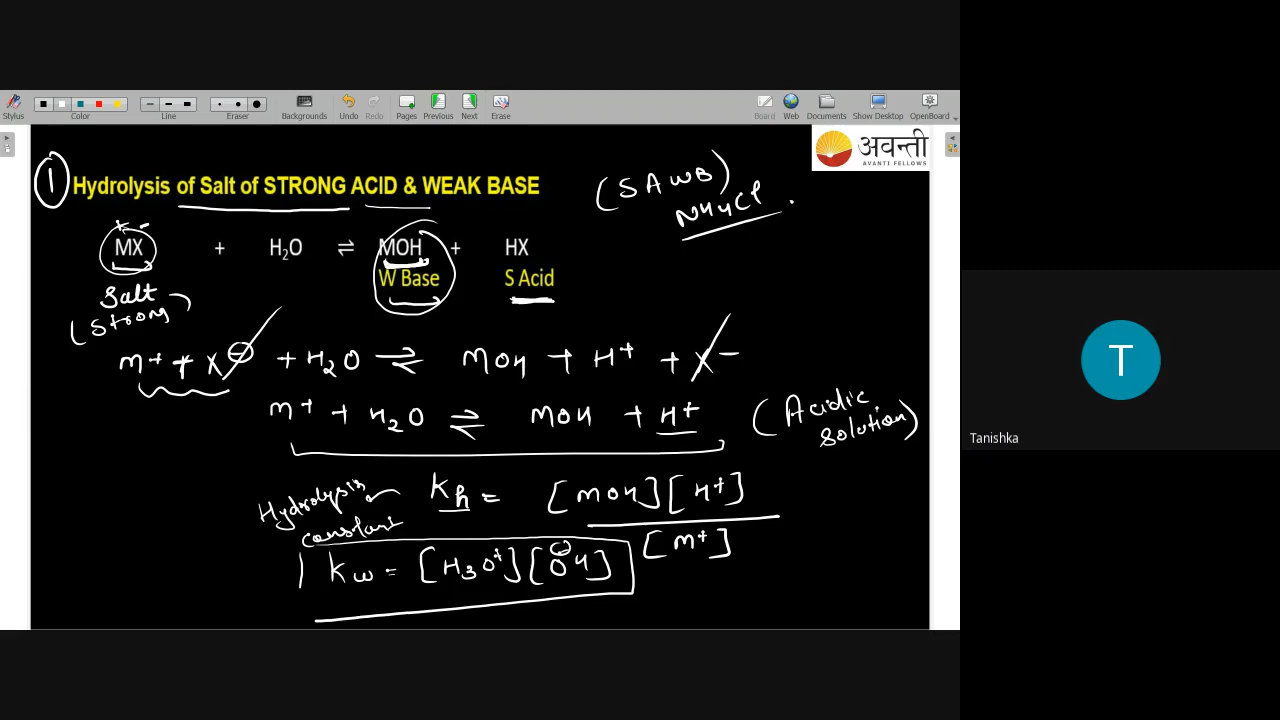 Stylus Color Line Eraser Backgrounds Undo Redo Pages Previous Next Erase Board Web Documents Show Desktop OpenBoard
अवन्ती
AVANTI FELLOWS
① Hydrolysis of Salt of STRONG ACID & WEAK BASE
(SAWB)
NH4Cl
MX + H₂O ⇌ MOH + HX
W Base S Acid
Salt
(Strong)
M+ + X⊖ + H2O ⇌ MOH + H+ + X-
M+ + H2O ⇌ MOH + H+ (Acidic solution)
Hydrolysis constant
Kh = [MOH][H+]
[M+]
Kw = [H3O+][OH]
T
Tanishka